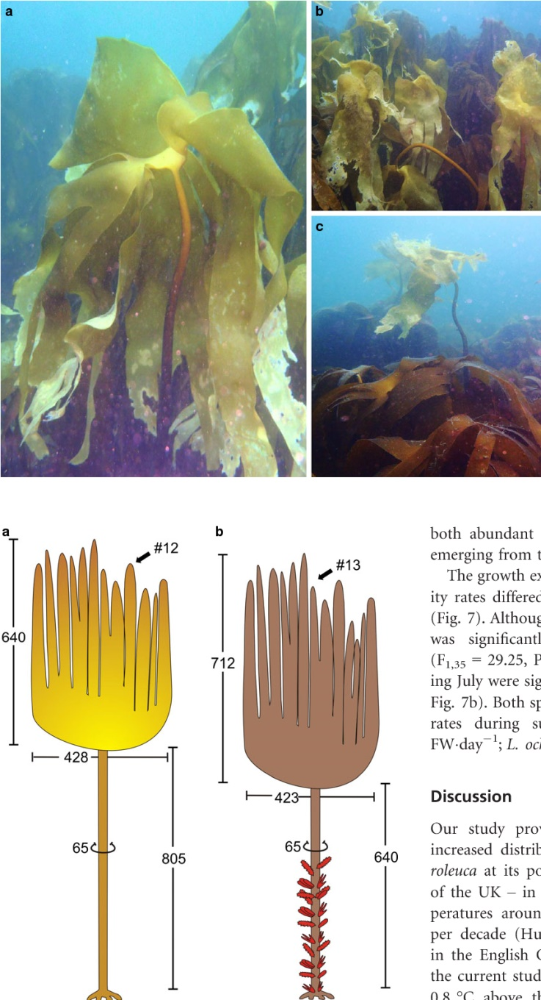 a
b
c
a
#12
640
428
65
805
b
#13
712
423
65
640
both abundant
emerging from t
The growth ex
ity rates differed
(Fig. 7). Althoug
was significantl
(F1,35 = 29.25, P
ing July were sig
Fig. 7b). Both sp
rates during su
FW·day−1; L. och
Discussion
Our study prov
increased distrib
roleuca at its po
of the UK – in
peratures aroun
per decade (Hu
in the English C
the current stud
0.8 °C above th